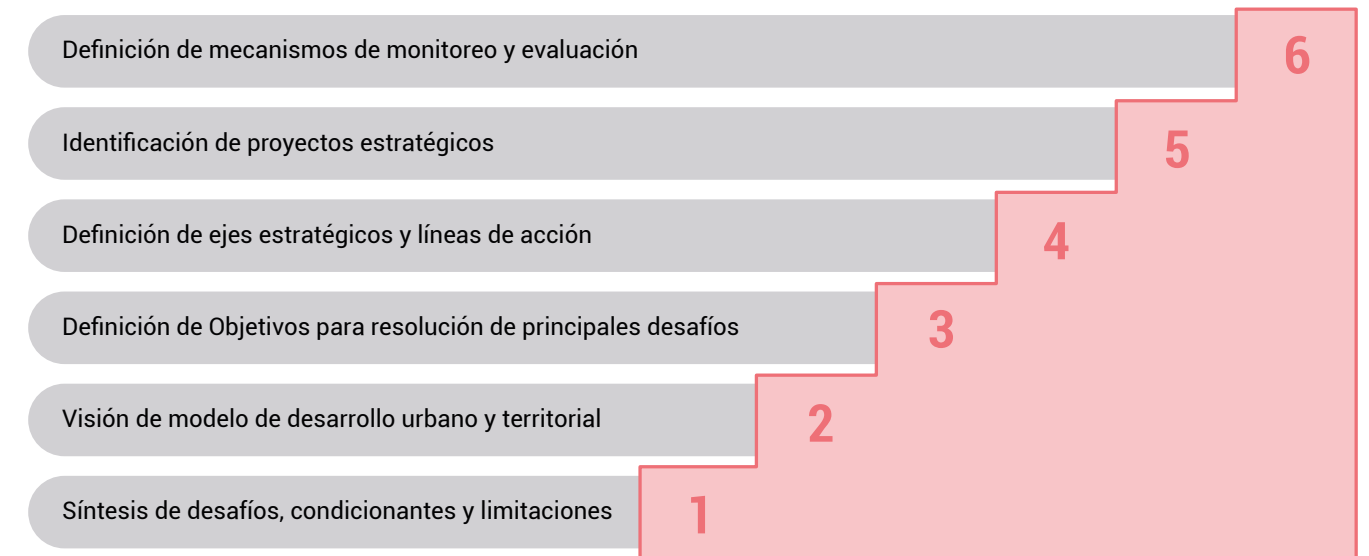 Definición de mecanismos de monitoreo y evaluación
6
Identificación de proyectos estratégicos
5
Definición de ejes estratégicos y líneas de acción
4
Definición de Objetivos para resolución de principales desafíos
3
Visión de modelo de desarrollo urbano y territorial
2
Síntesis de desafíos, condicionantes y limitaciones
1